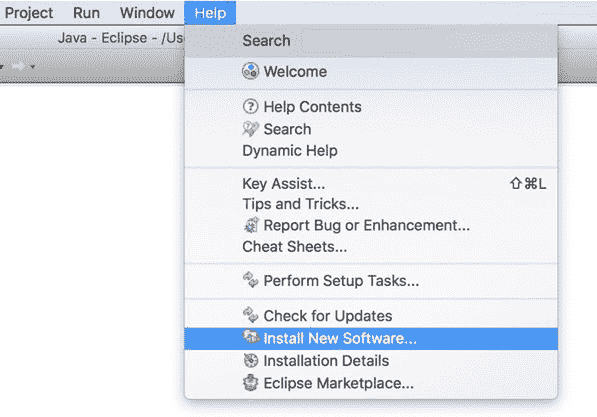 Project Run Window Help
Java - Eclipse - /Us
Search
Welcome
Help Contents
Search
Dynamic Help
Key Assist... ⇧⌘L
Tips and Tricks...
Report Bug or Enhancement...
Cheat Sheets...
Perform Setup Tasks...
Check for Updates
Install New Software...
Installation Details
Eclipse Marketplace...